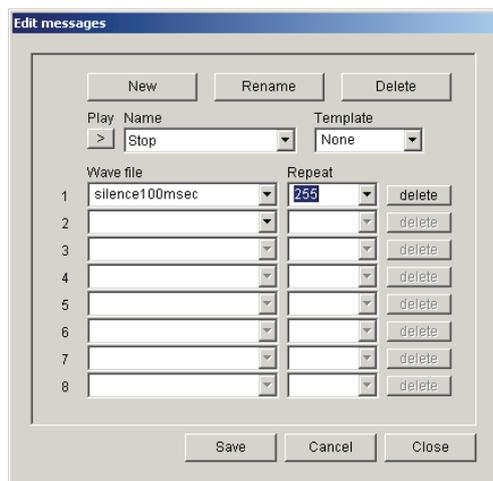 Edit messages
New Rename Delete
Play Name Template
> Stop None
Wave file Repeat
1 silence100msec 255 delete
2 delete
3 delete
4 delete
5 delete
6 delete
7 delete
8 delete
Save Cancel Close